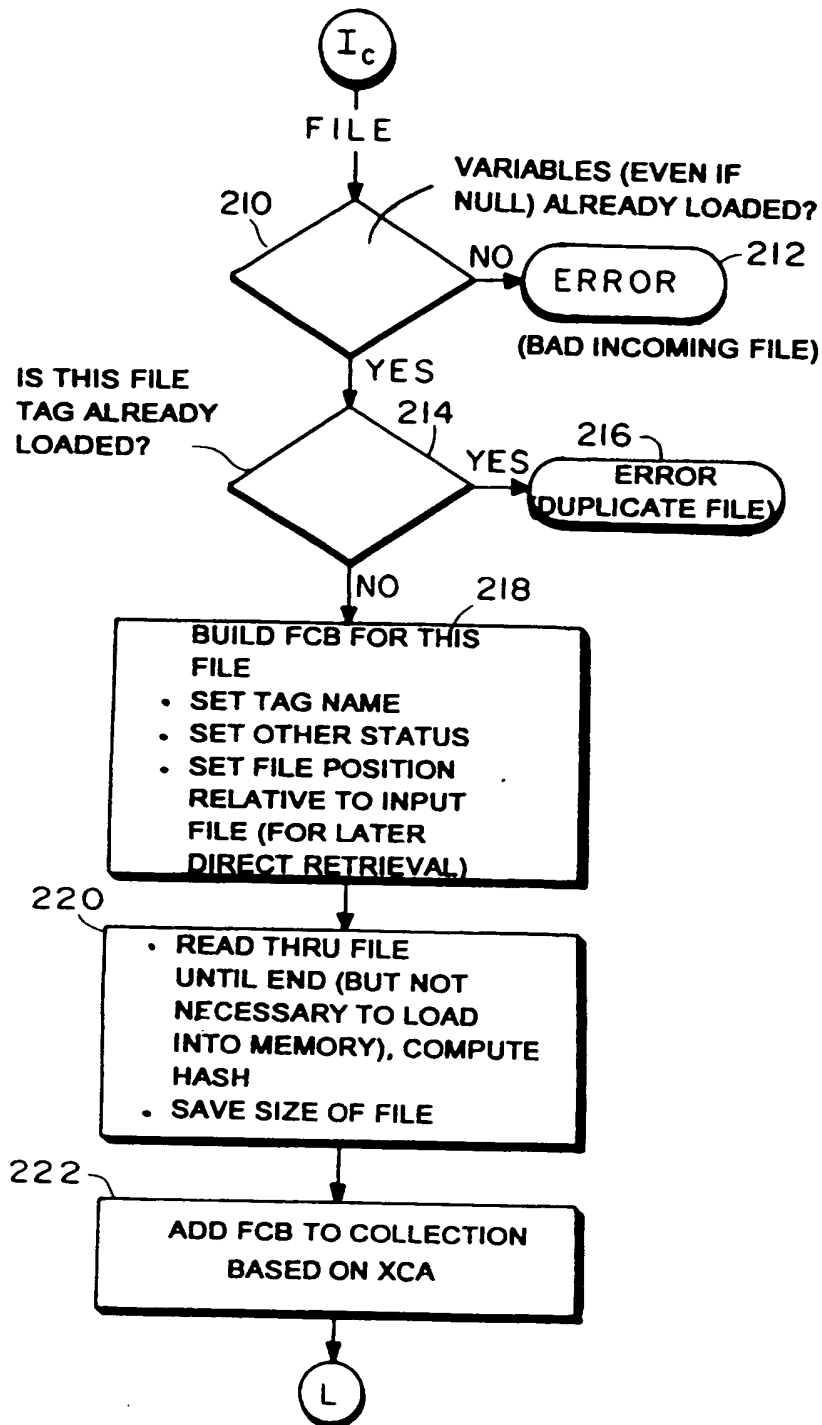 Ic
FILE
VARIABLES (EVEN IF
NULL) ALREADY LOADED?
210
NO
ERROR
212
(BAD INCOMING FILE)
YES
IS THIS FILE
TAG ALREADY
LOADED?
214
YES
216
ERROR
(DUPLICATE FILE)
NO
218
BUILD FCB FOR THIS
FILE
• SET TAG NAME
• SET OTHER STATUS
• SET FILE POSITION
RELATIVE TO INPUT
FILE (FOR LATER
DIRECT RETRIEVAL)
220
• READ THRU FILE
UNTIL END (BUT NOT
NECESSARY TO LOAD
INTO MEMORY), COMPUTE
HASH
• SAVE SIZE OF FILE
222
ADD FCB TO COLLECTION
BASED ON XCA
L